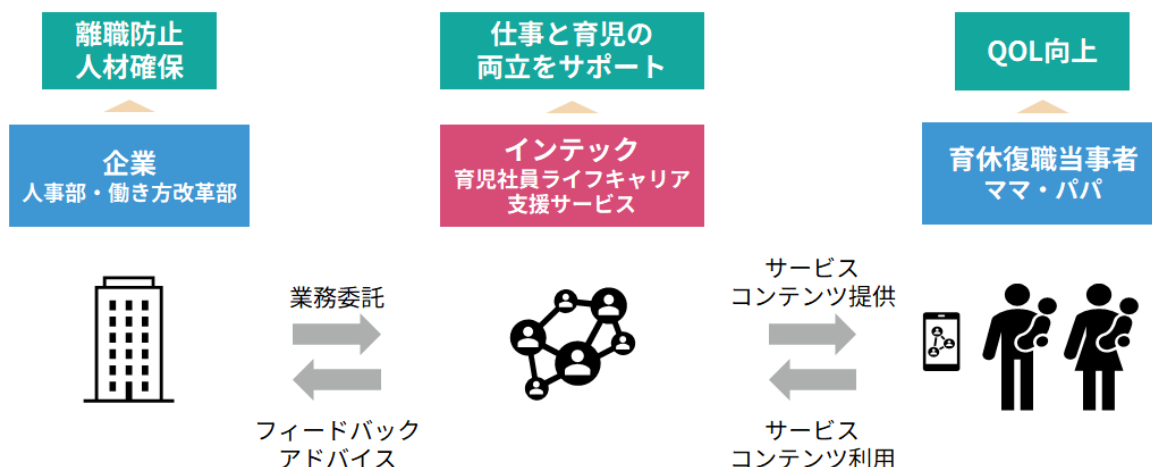 離職防止
人材確保
仕事と育児の
両立をサポート
QOL向上
企業
人事部・働き方改革部
インテック
育児社員ライフキャリア
支援サービス
育休復職当事者
ママ・パパ
業務委託
フィードバック
アドバイス
サービス
コンテンツ提供
サービス
コンテンツ利用